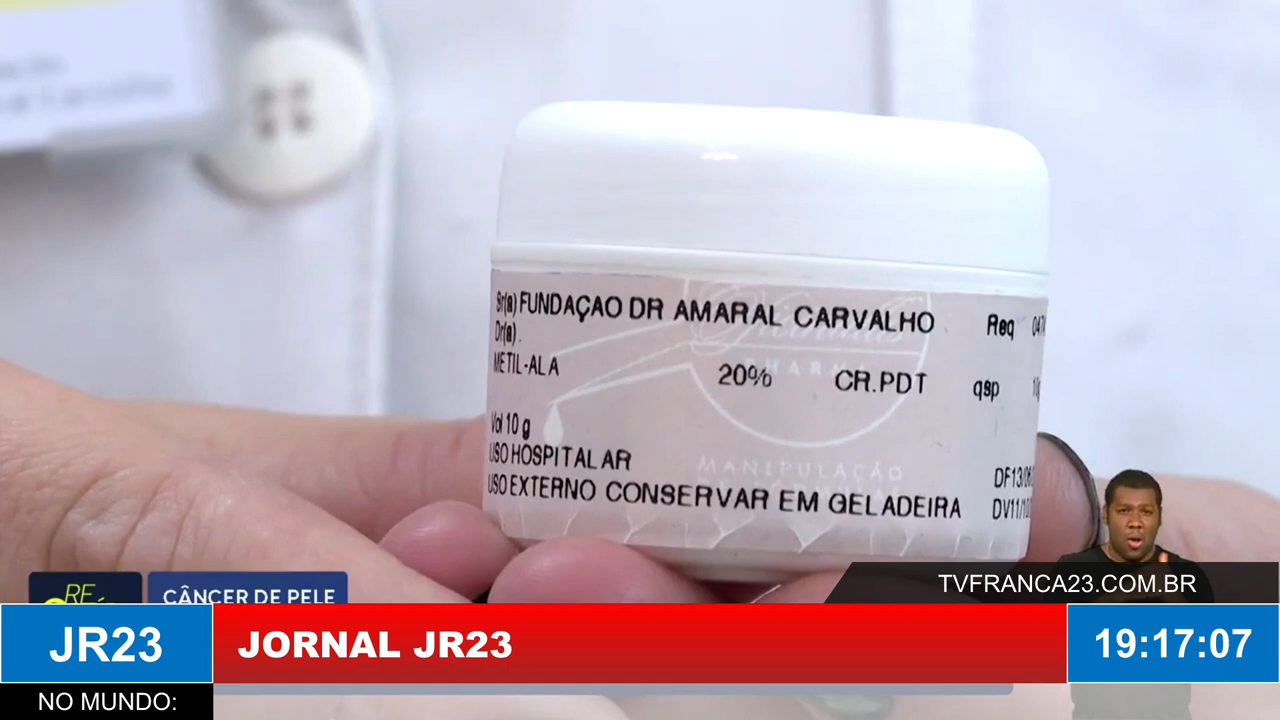 Sr(a) FUNDAÇAO DR AMARAL CARVALHO Req
Dr(a).
METIL-ALA 20% CR.PDT qsp
Vol 10 g
USO HOSPITALAR
MANIPULAÇÃO
USO EXTERNO CONSERVAR EM GELADEIRA
CÂNCER DE PELE
TVFRANCA23.COM.BR
JR23 JORNAL JR23 19:17:07
NO MUNDO: